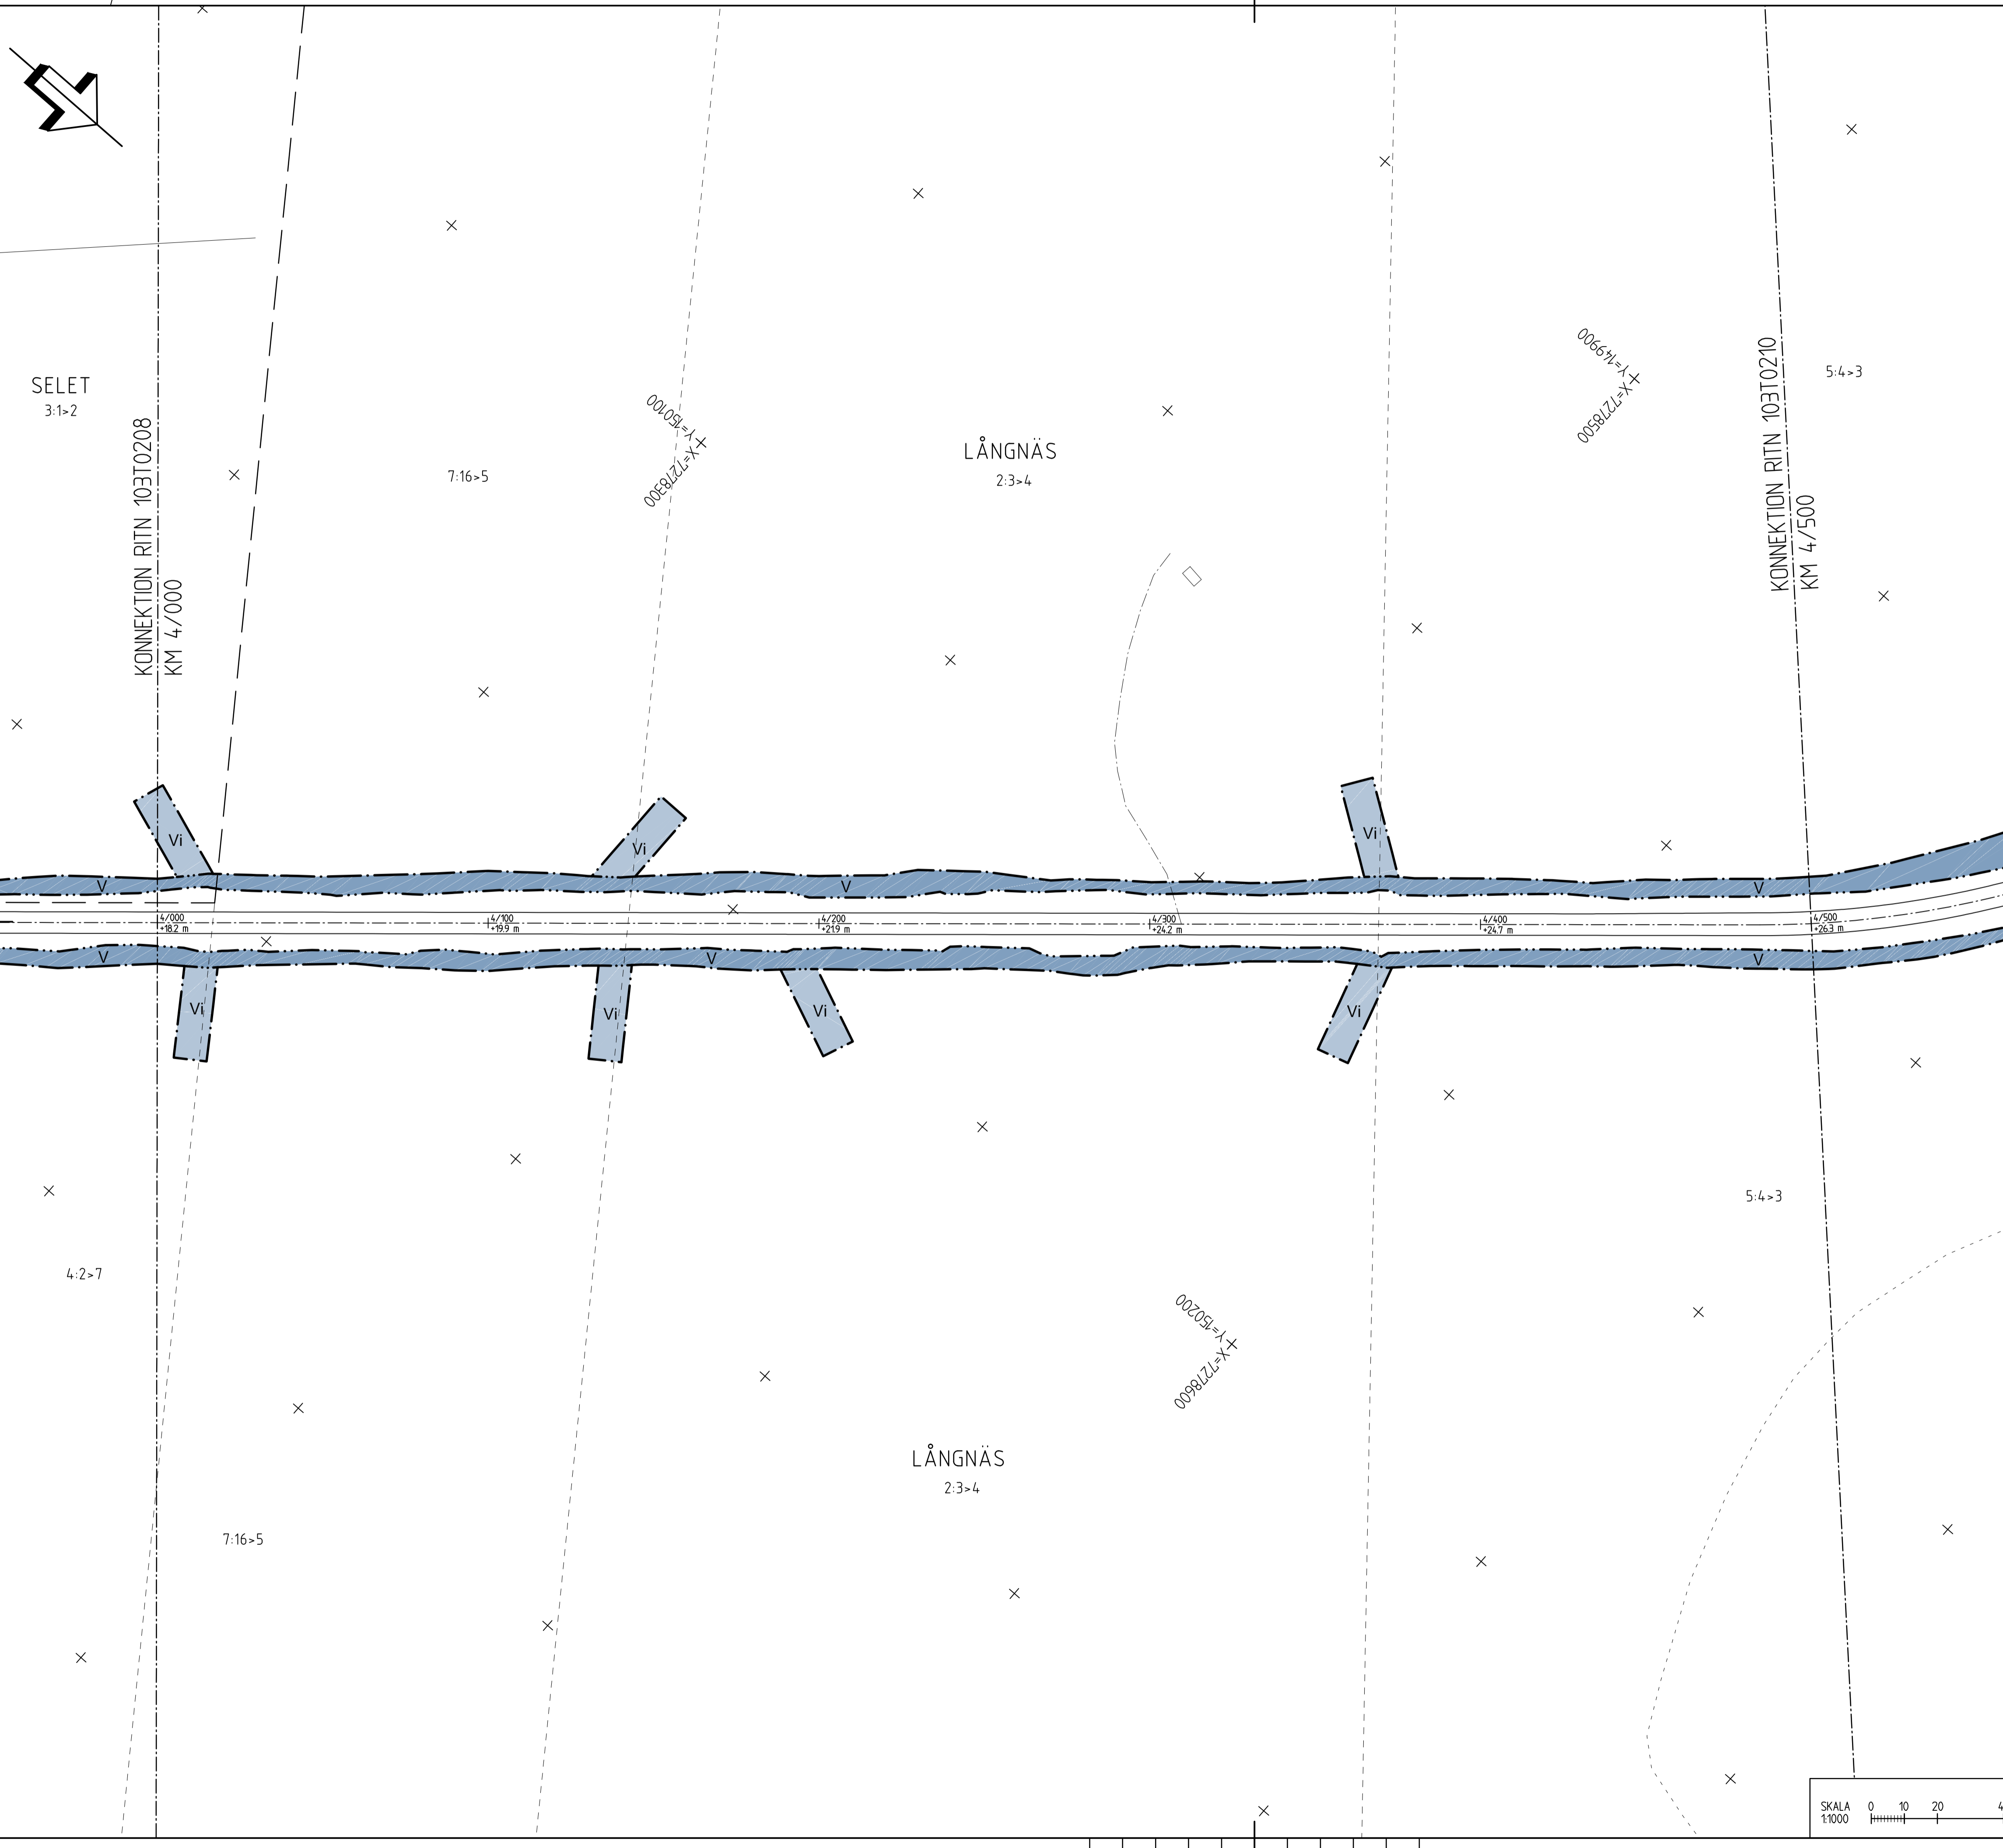 SELET
3:1>2
KONNEKTION RITN 103T0208
KM 4/000
7:16>5
Y=150100
X=7278300
LÅNGNÄS
2:3>4
Y=149900
X=7278500
KONNEKTION RITN 103T0210
KM 4/500
5:4>3
Vi
Vi
Vi
V
V
V
4/000
+18.2 m
4/100
+19.9 m
4/200
+21.9 m
4/300
+24.2 m
4/400
+24.7 m
4/500
+26.3 m
V
V
V
Vi
Vi
Vi
Vi
5:4>3
4:2>7
Y=150200
X=7278600
LÅNGNÄS
2:3>4
7:16>5
SKALA 0 10 20 4
1:1000